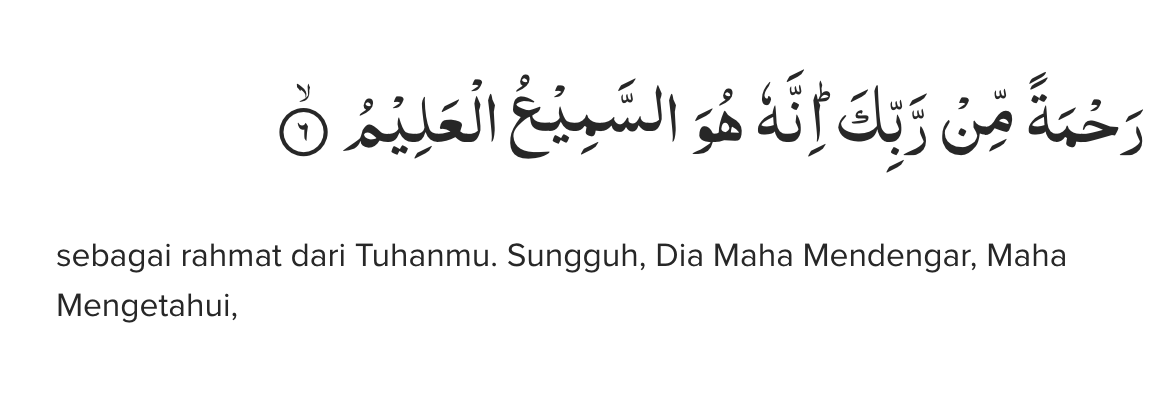 رَحْمَةً مِّنْ رَّبِّكَ ۗاِنَّهٗ هُوَ السَّمِيْعُ الْعَلِيْمُۙ ٦
sebagai rahmat dari Tuhanmu. Sungguh, Dia Maha Mendengar, Maha
Mengetahui,